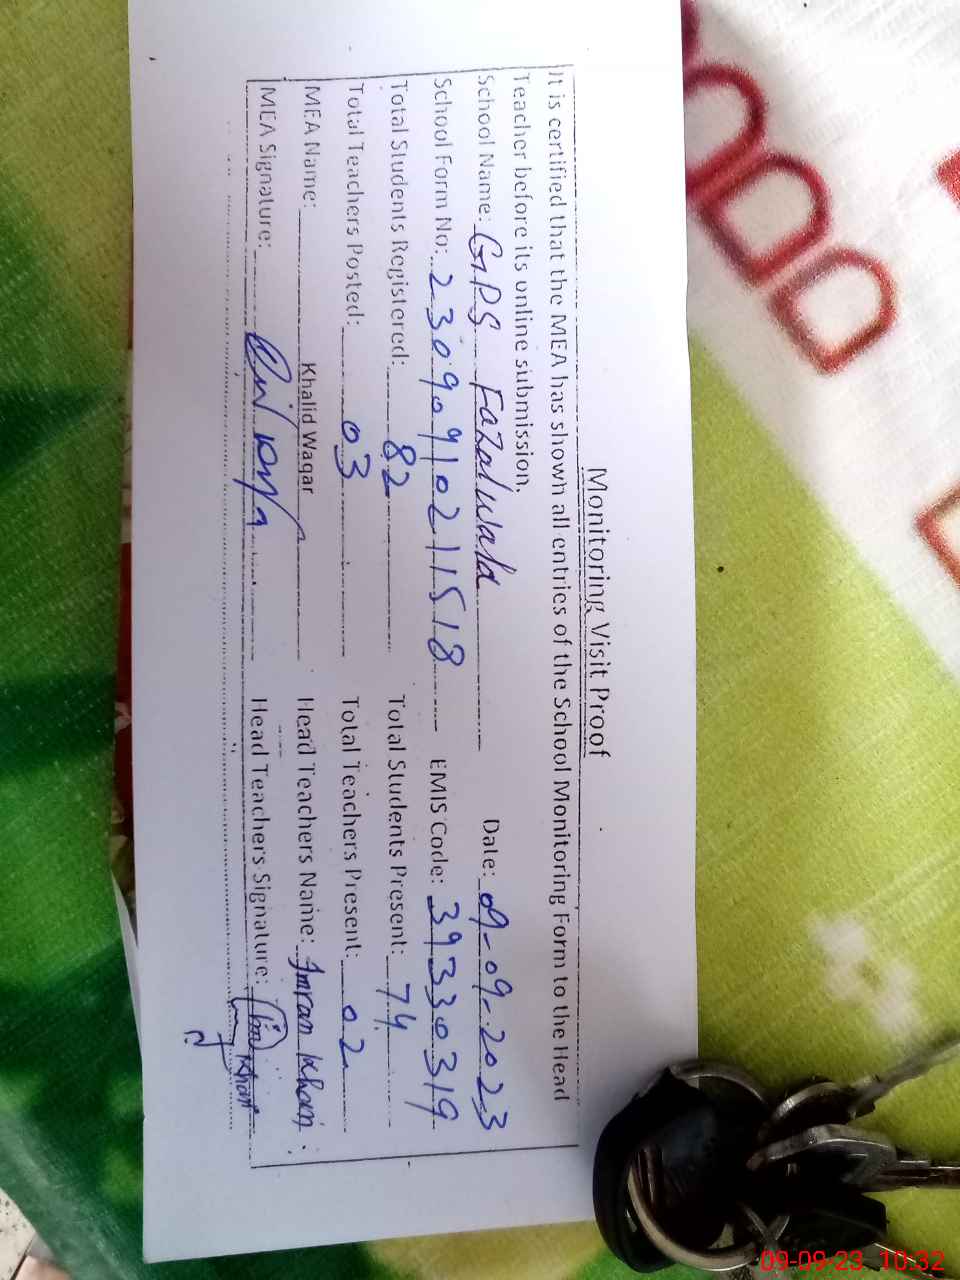 Monitoring Visit Proof
It is certified that the MEA has shown all entries of the School Monitoring Form to the Head
Teacher before its online submission.
School Name: GPS Fazaliwala Date: 09-09-2023
School Form No: 23090910211518 EMIS Code: 39330319
Total Students Registered: 82 Total Students Present: 74
Total Teachers Posted: 03 Total Teachers Present: 02
MEA Name: Khalid Waqar Head Teachers Name: Imran Khan
MEA Signature: Head Teachers Signature: Khan
09-09-23 10:32